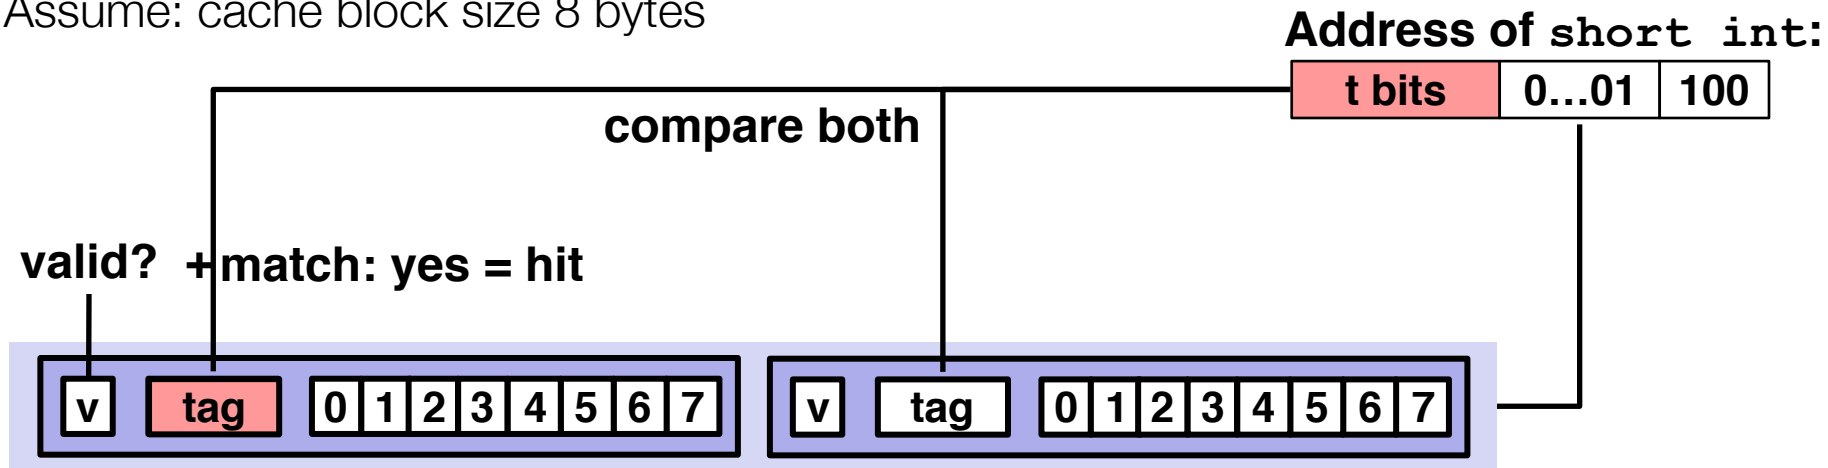 Assume: cache block size 8 bytes
Address of short int:
t bits 0...01 100
compare both
valid? + match: yes = hit
v tag 0 1 2 3 4 5 6 7 v tag 0 1 2 3 4 5 6 7